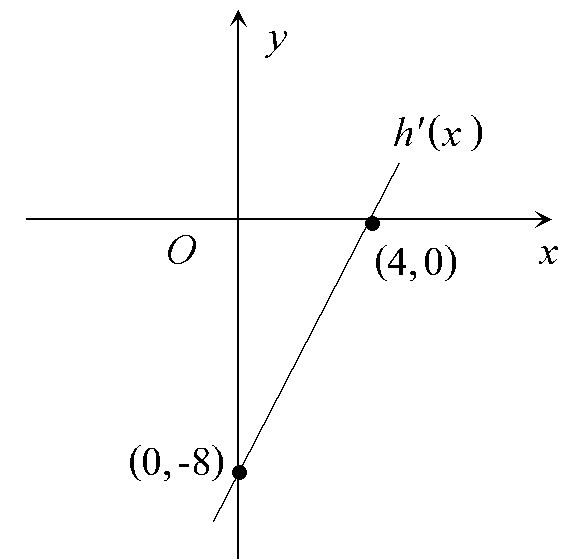 y
h′(x)
O
(4,0)
x
(0,-8)